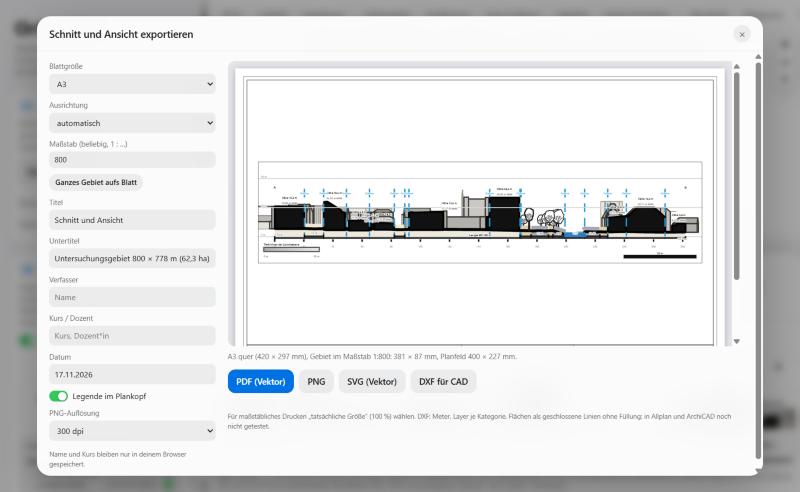 Schnitt und Ansicht exportieren
×
Blattgröße
A3
Ausrichtung
automatisch
Maßstab (beliebig, 1 : ...)
800
Ganzes Gebiet aufs Blatt
Titel
Schnitt und Ansicht
Untertitel
Untersuchungsgebiet 800 × 778 m (62,3 ha)
Verfasser
Name
Kurs / Dozent
Kurs, Dozent*in
Datum
17.11.2026
Legende im Plankopf
PNG-Auflösung
300 dpi
Name und Kurs bleiben nur in deinem Browser
gespeichert.
A3 quer (420 × 297 mm), Gebiet im Maßstab 1:800: 381 × 87 mm, Planfeld 400 × 227 mm.
PDF (Vektor)
PNG
SVG (Vektor)
DXF für CAD
Für maßstäbliches Drucken „tatsächliche Größe" (100 %) wählen. DXF: Meter, Layer je Kategorie. Flächen als geschlossene Linien ohne Füllung; in Allplan und ArchiCAD noch
nicht getestet.